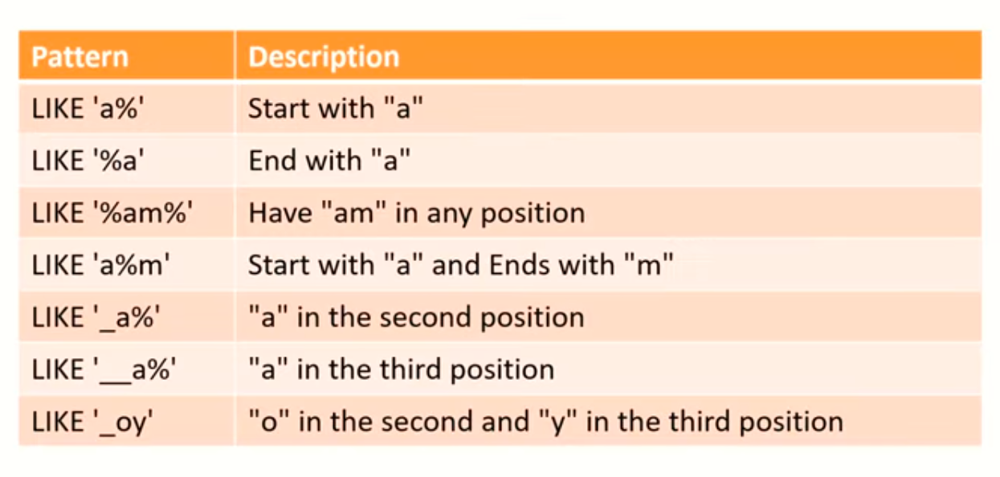 Pattern Description
LIKE 'a%' Start with "a"
LIKE '%a' End with "a"
LIKE '%am%' Have "am" in any position
LIKE 'a%m' Start with "a" and Ends with "m"
LIKE '_a%' "a" in the second position
LIKE '__a%' "a" in the third position
LIKE '_oy' "o" in the second and "y" in the third position